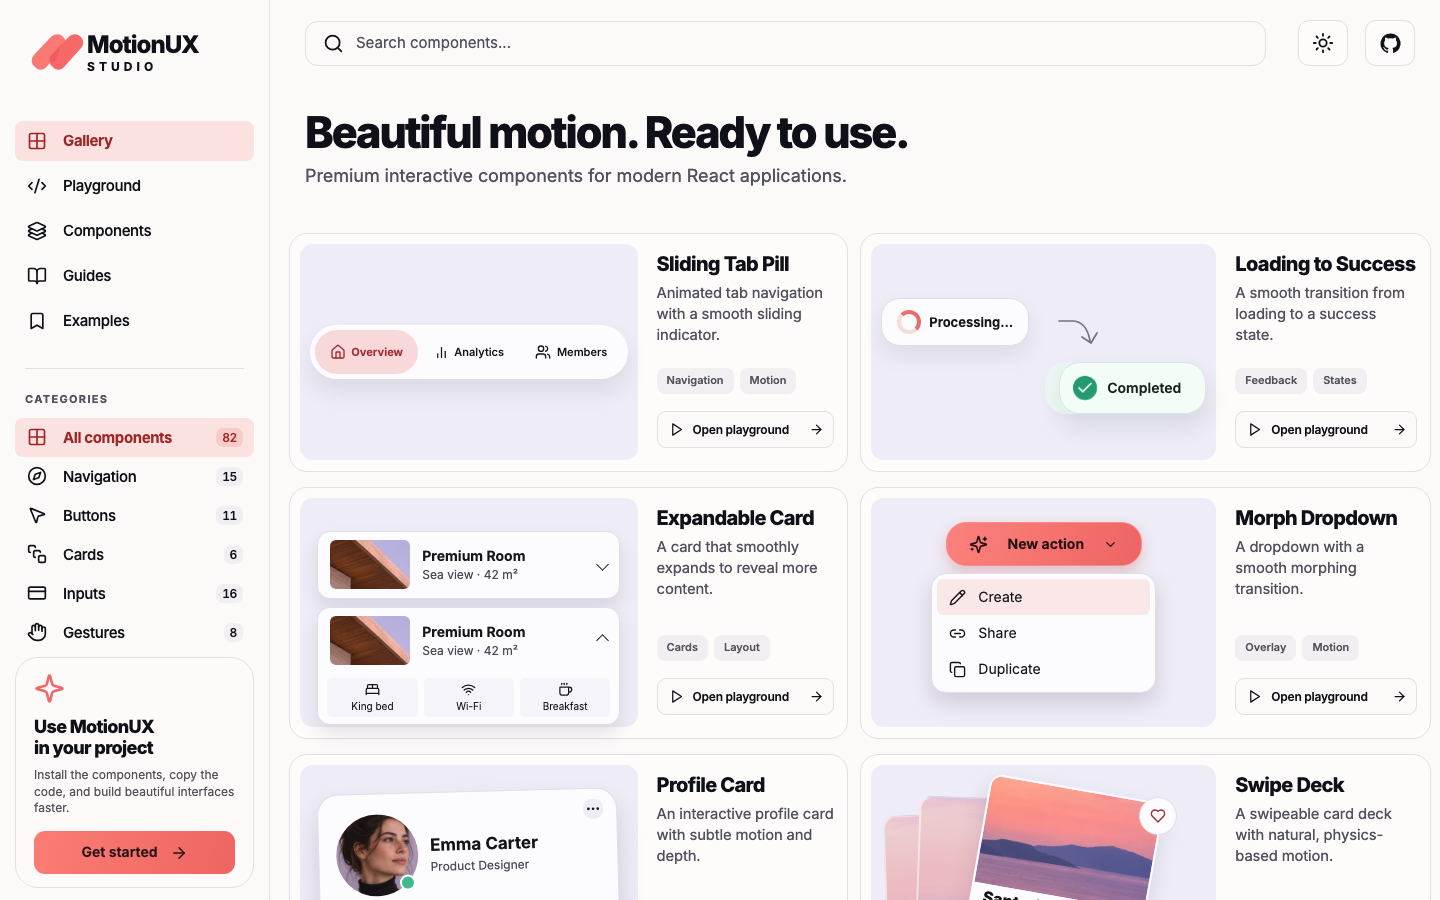 MotionUX
STUDIO
Gallery
Playground
Components
Guides
Examples
CATEGORIES
All components 82
Navigation 15
Buttons 11
Cards 6
Inputs 16
Gestures 8
Use MotionUX
in your project
Install the components, copy the
code, and build beautiful interfaces
faster.
Get started
Search components...
Beautiful motion. Ready to use.
Premium interactive components for modern React applications.
Overview Analytics Members
Sliding Tab Pill
Animated tab navigation
with a smooth sliding
indicator.
Navigation Motion
Open playground
Processing...
Completed
Loading to Success
A smooth transition from
loading to a success
state.
Feedback States
Open playground
Premium Room
Sea view · 42 m²
Premium Room
Sea view · 42 m²
King bed Wi-Fi Breakfast
Expandable Card
A card that smoothly
expands to reveal more
content.
Cards Layout
Open playground
New action
Create
Share
Duplicate
Morph Dropdown
A dropdown with a
smooth morphing
transition.
Overlay Motion
Open playground
Emma Carter
Product Designer
Profile Card
An interactive profile card
with subtle motion and
depth.
Swipe Deck
A swipeable card deck
with natural, physics-
based motion.